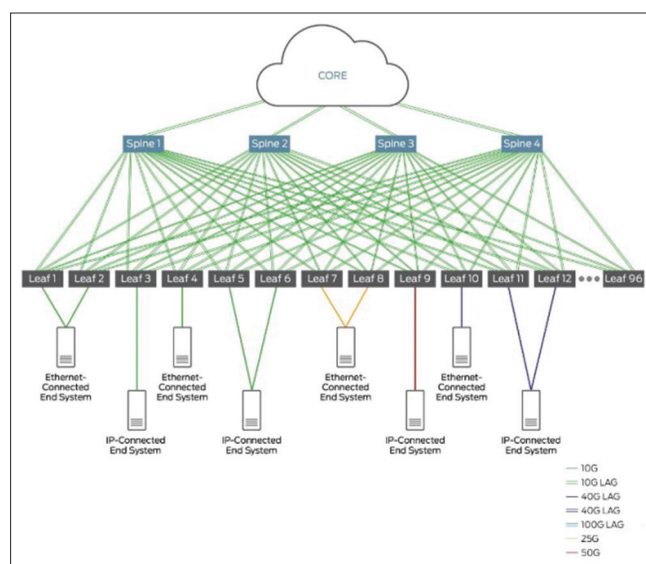 CORE
Spine 1 Spine 2 Spine 3 Spine 4
Leaf 1 Leaf 2 Leaf 3 Leaf 4 Leaf 5 Leaf 6 Leaf 7 Leaf 8 Leaf 9 Leaf 10 Leaf 11 Leaf 12 Leaf 96
Ethernet-
Connected
End System
Ethernet-
Connected
End System
Ethernet-
Connected
End System
Ethernet-
Connected
End System
IP-Connected
End System
IP-Connected
End System
IP-Connected
End System
IP-Connected
End System
10G
10G LAG
40G LAG
40G LAG
100G LAG
25G
50G